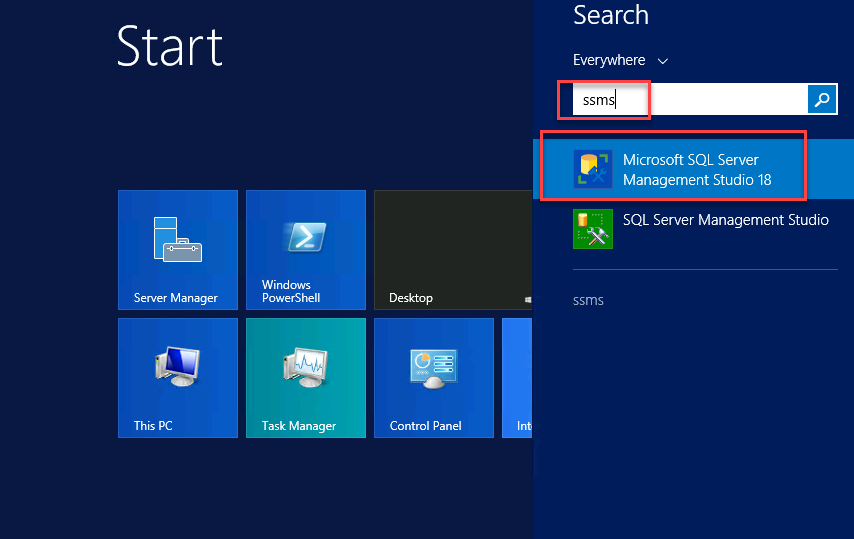 Start
Server Manager
Windows
PowerShell
Desktop
This PC
Task Manager
Control Panel
Int
Search
Everywhere
ssms
Microsoft SQL Server
Management Studio 18
SQL Server Management Studio
ssms